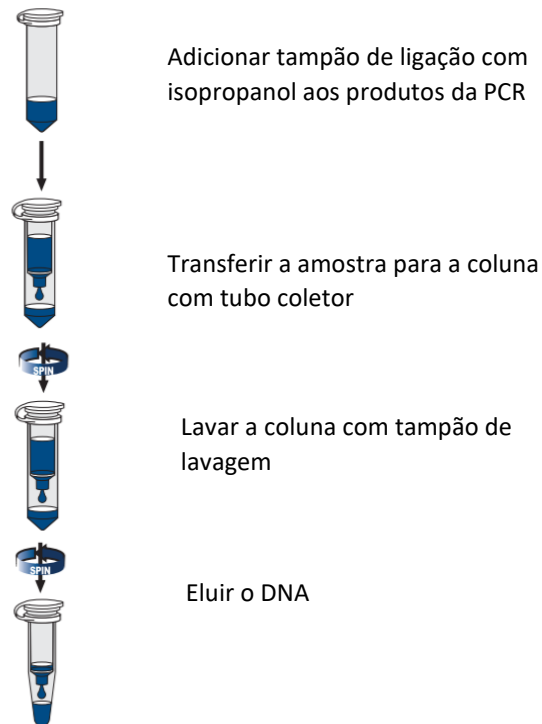 Adicionar tampão de ligação com
isopropanol aos produtos da PCR
Transferir a amostra para a coluna
com tubo coletor
SPIN
Lavar a coluna com tampão de
lavagem
SPIN
Eluir o DNA